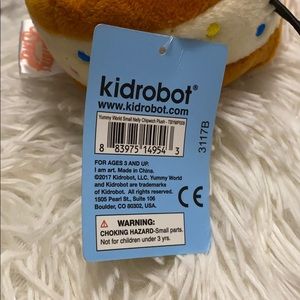 kidrobot®
www.kidrobot.com
Yummy World Small Nelly Chipwich Plush - TBYWP009
8 83975 14954 3
3117B
FOR AGES 3 AND UP.
I am art. Made in China.
©2017 Kidrobot, LLC. Yummy World
and Kidrobot are trademarks
of Kidrobot. All rights reserved.
1505 Pearl St., Suite 106
Boulder, CO 80302, USA
WARNING:
CHOKING HAZARD-Small parts.
Not for children under 3 yrs.